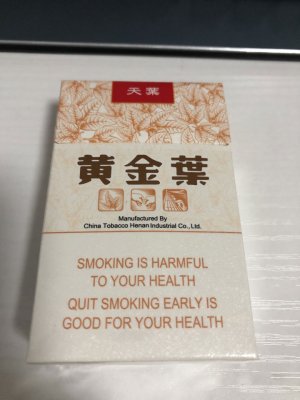 天葉
黄金葉
Manufactured By
China Tobacco Henan Industrial Co., Ltd.
SMOKING IS HARMFUL
TO YOUR HEALTH
QUIT SMOKING EARLY IS
GOOD FOR YOUR HEALTH